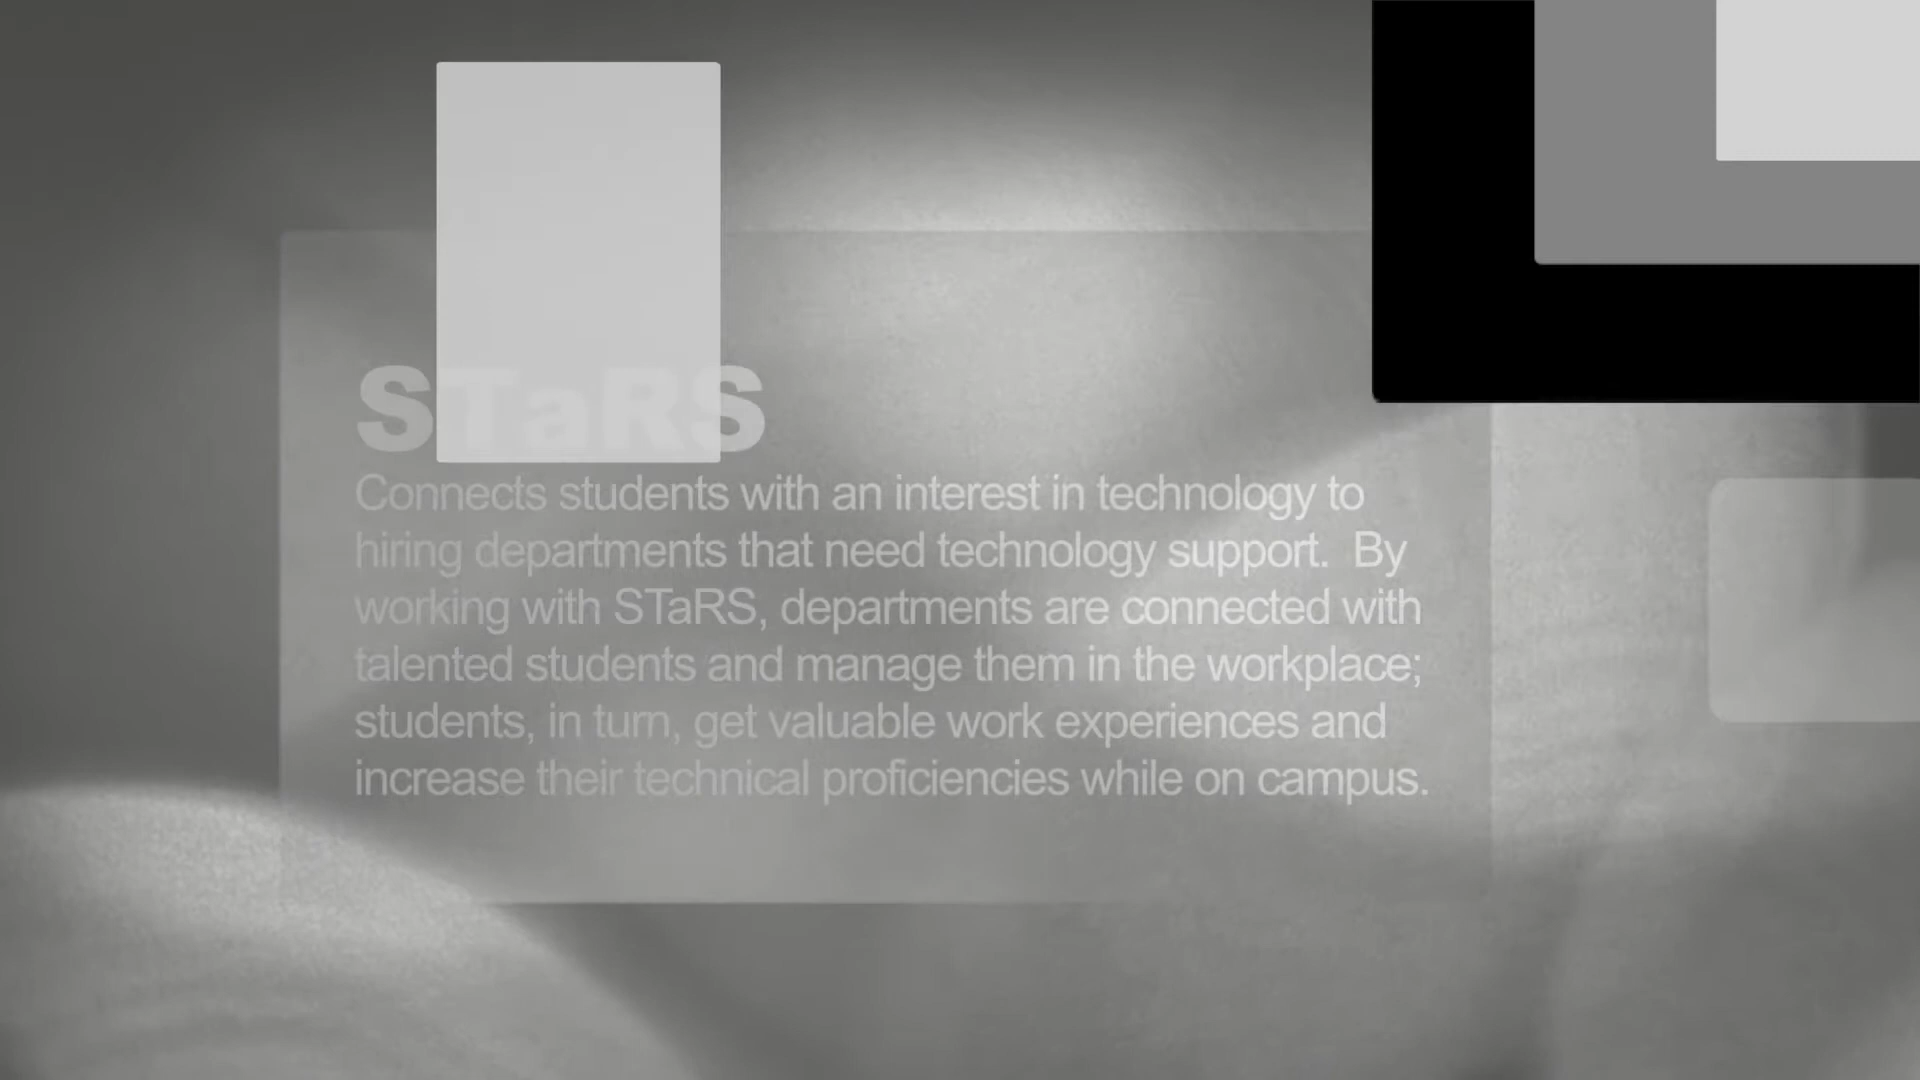 STaRS
Connects students with an interest in technology to
hiring departments that need technology support.  By
working with STaRS, departments are connected with
talented students and manage them in the workplace;
students, in turn, get valuable work experiences and
increase their technical proficiencies while on campus.